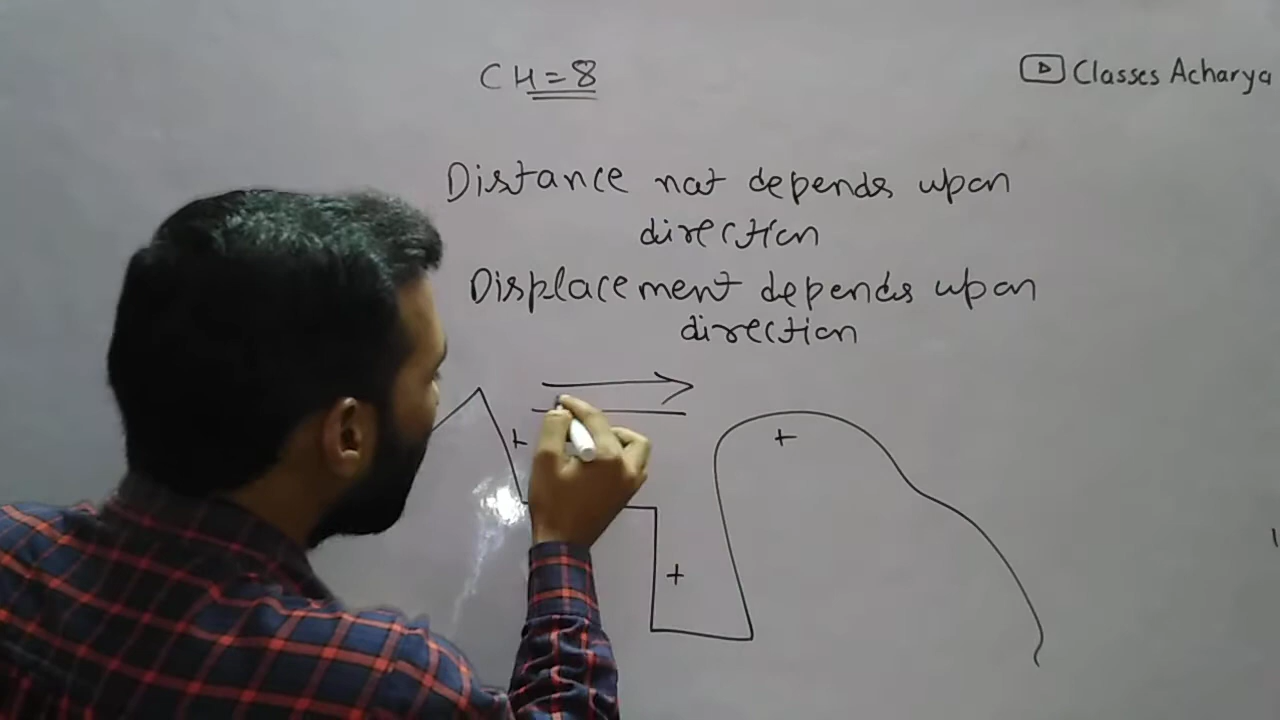 CH=8
Classes Acharya
Distance not depends upon
direction
Displacement depends upon
direction
+
+
+